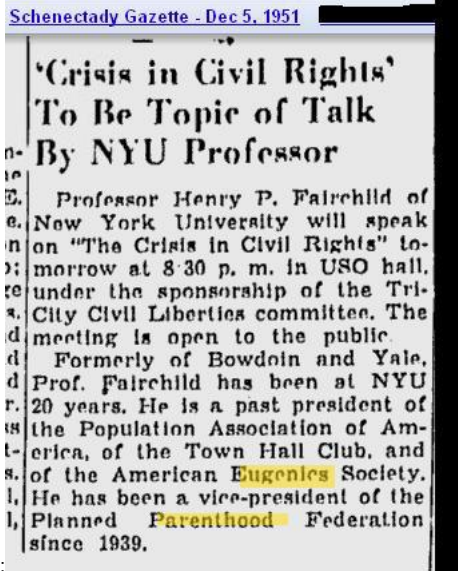 Schenectady Gazette - Dec 5, 1951
'Crisis in Civil Rights'
To Be Topic of Talk
By NYU Professor
Professor Henry P. Fairchild of
New York University will speak
on "The Crisis in Civil Rights" to-
morrow at 8:30 p. m. in USO hall,
under the sponsorship of the Tri-
City Civil Liberties committee. The
meeting is open to the public.
Formerly of Bowdoin and Yale,
Prof. Fairchild has been at NYU
20 years. He is a past president of
the Population Association of Am-
erica, of the Town Hall Club, and
of the American Eugenics Society.
He has been a vice-president of the
Planned Parenthood Federation
since 1939.